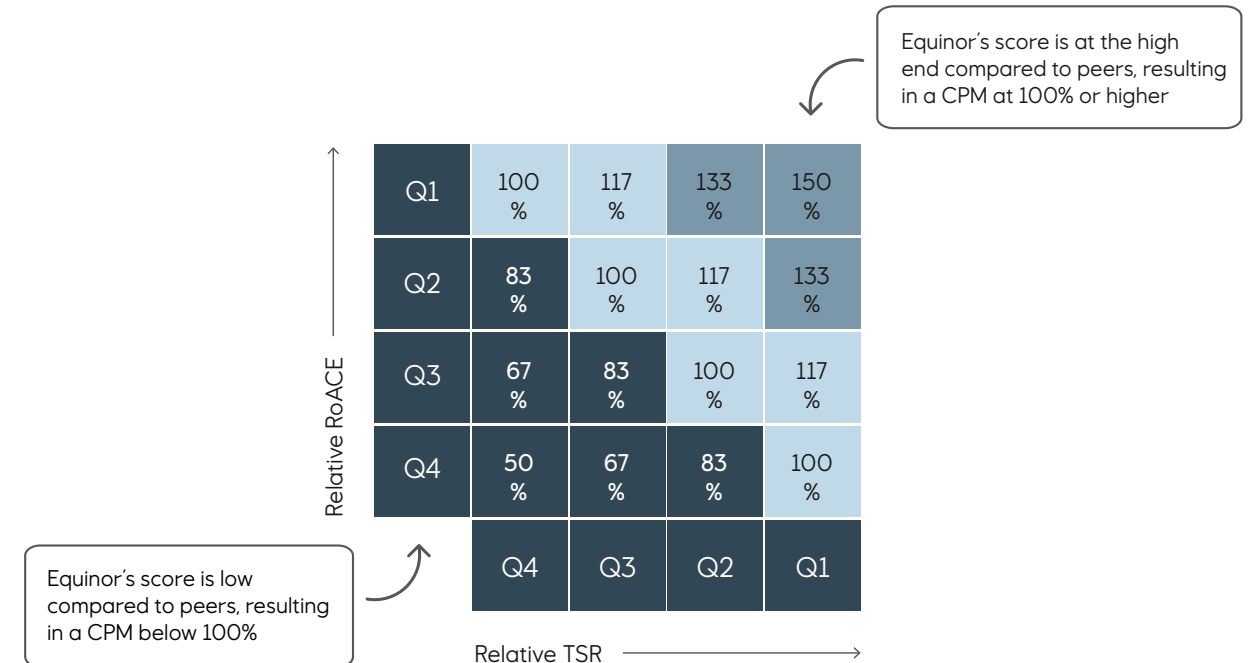 Equinor´s score is at the high
end compared to peers, resulting
in a CPM at 100% or higher
Relative RoACE
Q1 100 % 117 % 133 % 150 %
Q2 83 % 100 % 117 % 133 %
Q3 67 % 83 % 100 % 117 %
Q4 50 % 67 % 83 % 100 %
Q4 Q3 Q2 Q1
Equinor´s score is low
compared to peers, resulting
in a CPM below 100%
Relative TSR